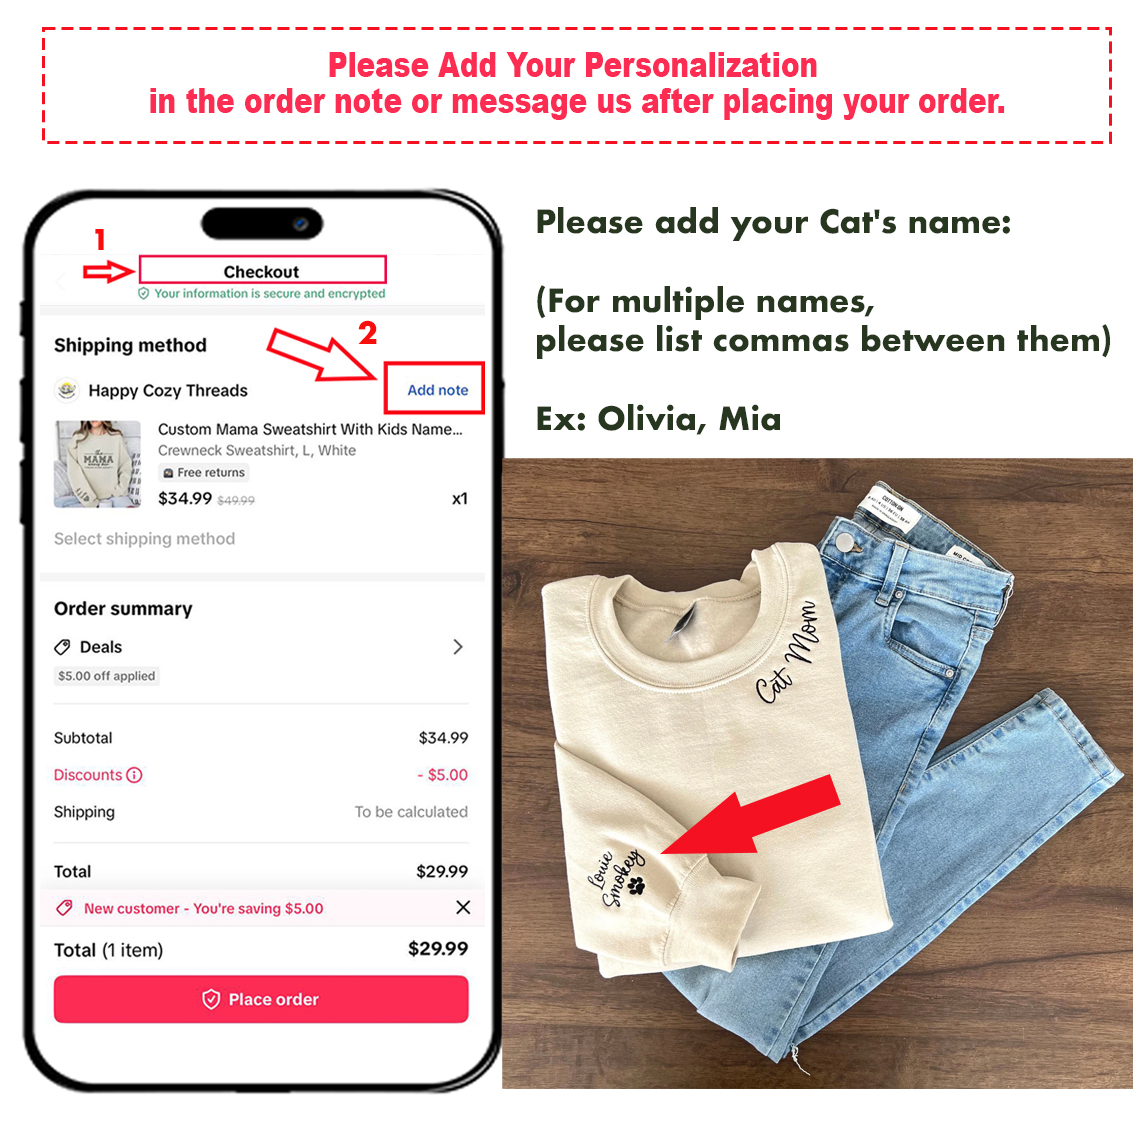 Please Add Your Personalization
in the order note or message us after placing your order.
1
Checkout
Your information is secure and encrypted
2
Shipping method
Happy Cozy Threads
Add note
Custom Mama Sweatshirt With Kids Name...
Crewneck Sweatshirt, L, White
Free returns
$34.99 $49.99
x1
MAMA
Select shipping method
Order summary
Deals
$5.00 off applied
Subtotal
$34.99
Discounts
- $5.00
Shipping
To be calculated
Total
$29.99
New customer - You're saving $5.00
Total (1 item)
$29.99
Place order
Please add your Cat's name:
(For multiple names,
please list commas between them)
Ex: Olivia, Mia
COTTON ON
Cat Mom
Louie
Smokey